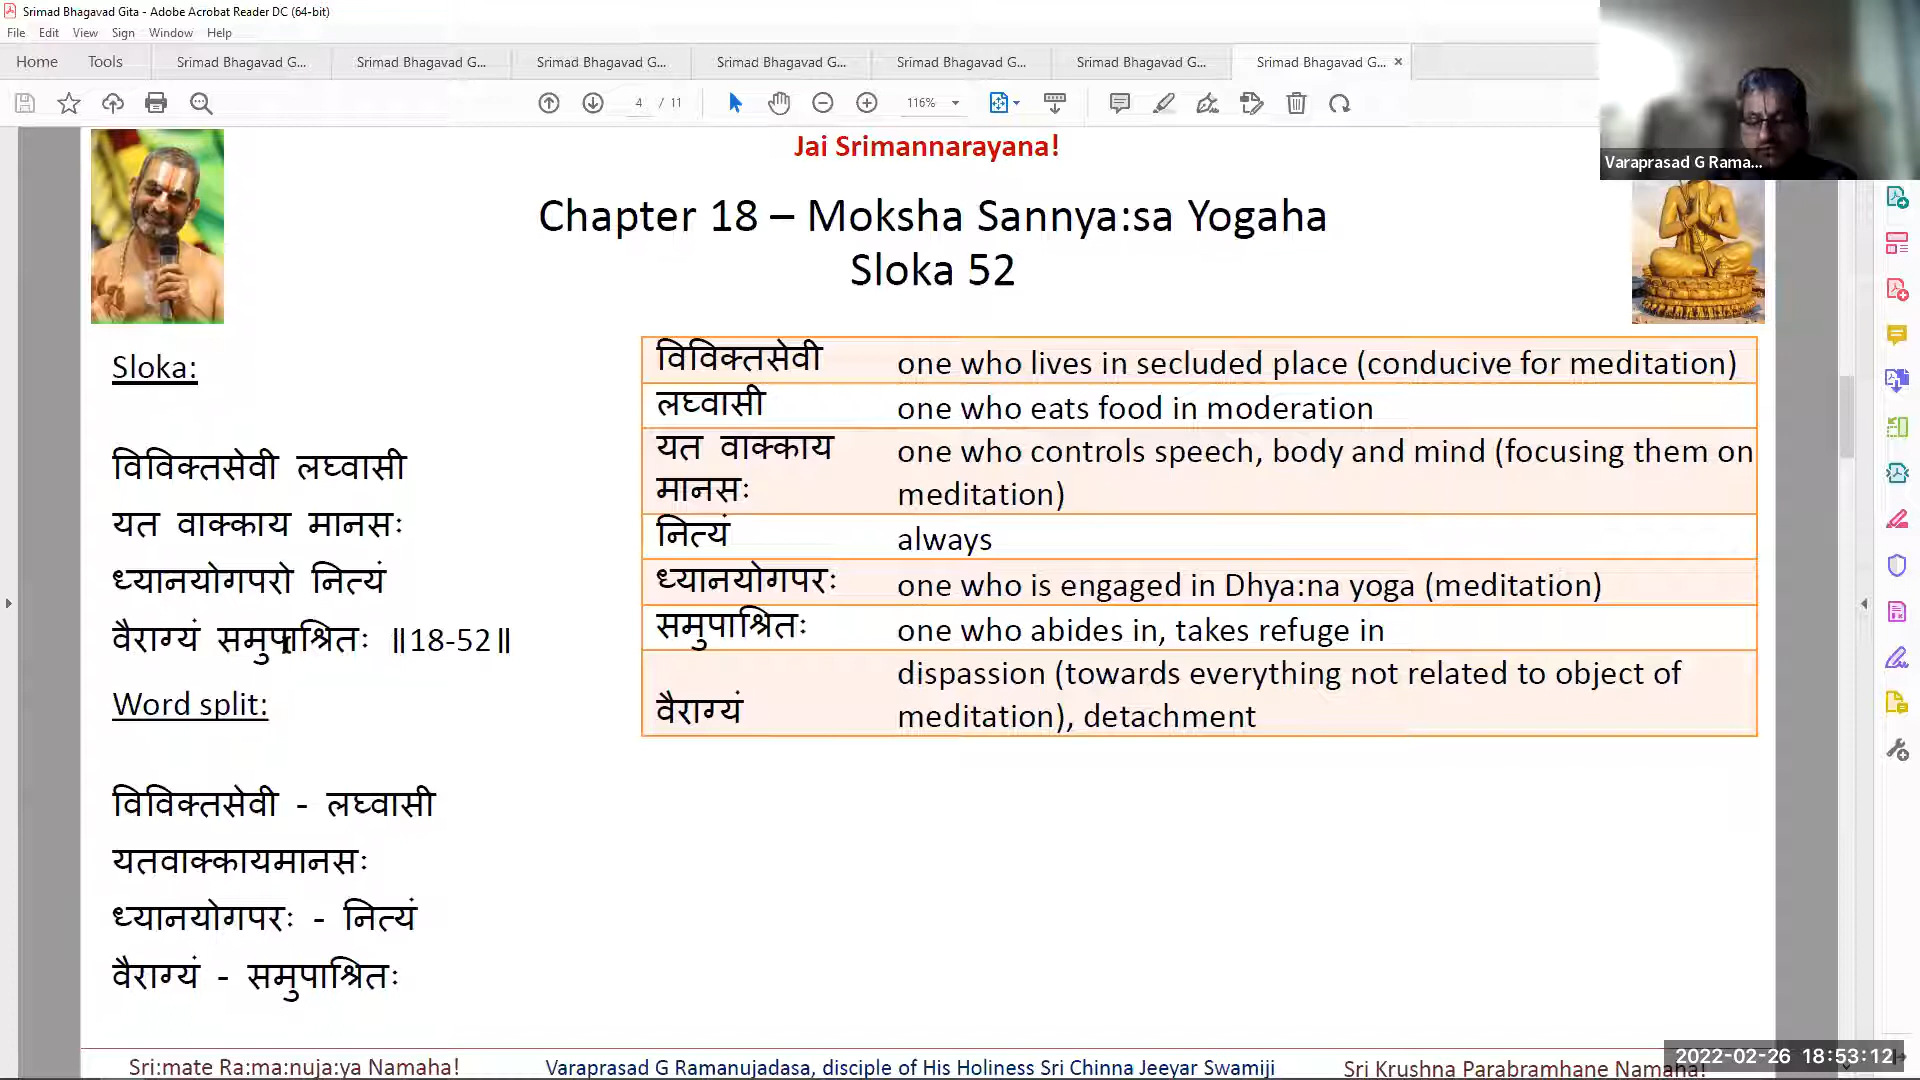 Srimad Bhagavad Gita - Adobe Acrobat Reader DC (64-bit)
File Edit View Sign Window Help
Home Tools Srimad Bhagavad G... Srimad Bhagavad G... Srimad Bhagavad G... Srimad Bhagavad G... Srimad Bhagavad G... Srimad Bhagavad G... Srimad Bhagavad G... ×
4 / 11 116%
Varaprasad G Rama...
Jai Srimannarayana!
Chapter 18 – Moksha Sannya:sa Yogaha
Sloka 52
Sloka:
विविक्तसेवी लघ्वासी
यत वाक्काय मानसः
ध्यानयोगपरो नित्यं
वैराग्यं समुपाश्रितः ॥18-52॥
Word split:
विविक्तसेवी - लघ्वासी
यतवाक्कायमानसः
ध्यानयोगपरः - नित्यं
वैराग्यं - समुपाश्रितः
विविक्तसेवी one who lives in secluded place (conducive for meditation)
लघ्वासी one who eats food in moderation
यत वाक्काय one who controls speech, body and mind (focusing them on
मानसः meditation)
नित्यं always
ध्यानयोगपरः one who is engaged in Dhya:na yoga (meditation)
समुपाश्रितः one who abides in, takes refuge in
dispassion (towards everything not related to object of
वैराग्यं meditation), detachment
Sri:mate Ra:ma:nuja:ya Namaha! Varaprasad G Ramanujadasa, disciple of His Holiness Sri Chinna Jeeyar Swamiji Sri Krushna Parabramhane Namaha!
2022-02-26 18:53:12